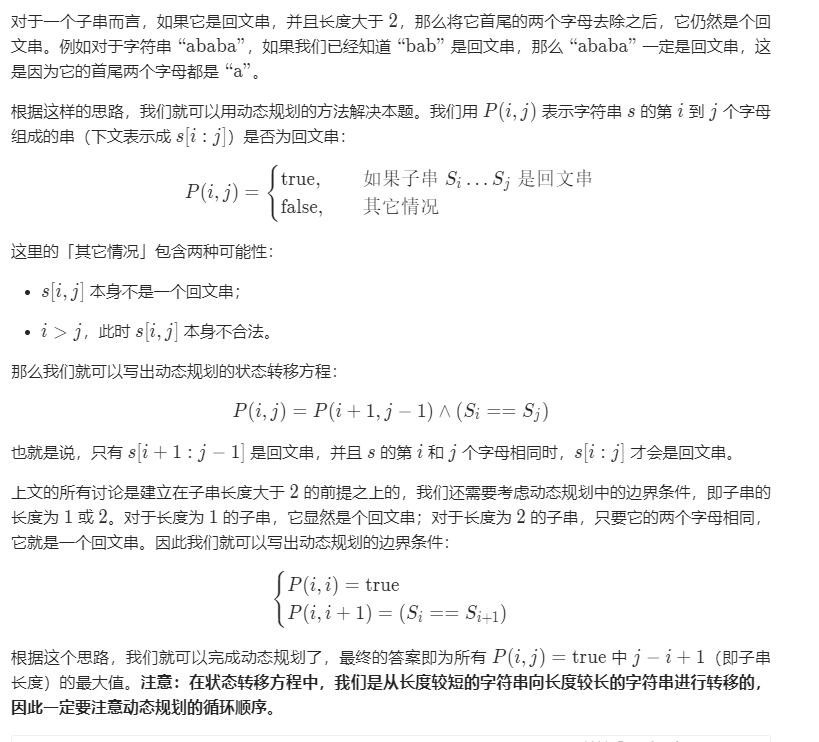 对于一个子串而言，如果它是回文串，并且长度大于 2，那么将它首尾的两个字母去除之后，它仍然是个回
文串。例如对于字符串 “ababa”，如果我们已经知道 “bab” 是回文串，那么 “ababa” 一定是回文串，这
是因为它的首尾两个字母都是 “a”。
根据这样的思路，我们就可以用动态规划的方法解决本题。我们用 P(i, j) 表示字符串 s 的第 i 到 j 个字母
组成的串（下文表示成 s[i : j]）是否为回文串：
P(i, j) = { true, 如果子串 S_i … S_j 是回文串
false, 其它情况
这里的「其它情况」包含两种可能性：
• s[i, j] 本身不是一个回文串；
• i > j，此时 s[i, j] 本身不合法。
那么我们就可以写出动态规划的状态转移方程：
P(i, j) = P(i + 1, j − 1) ∧ (S_i == S_j)
也就是说，只有 s[i + 1 : j − 1] 是回文串，并且 s 的第 i 和 j 个字母相同时，s[i : j] 才会是回文串。
上文的所有讨论是建立在子串长度大于 2 的前提之上的，我们还需要考虑动态规划中的边界条件，即子串的
长度为 1 或 2。对于长度为 1 的子串，它显然是个回文串；对于长度为 2 的子串，只要它的两个字母相同，
它就是一个回文串。因此我们就可以写出动态规划的边界条件：
{ P(i, i) = true
P(i, i + 1) = (S_i == S_{i+1})
根据这个思路，我们就可以完成动态规划了，最终的答案即为所有 P(i, j) = true 中 j − i + 1（即子串
长度）的最大值。注意：在状态转移方程中，我们是从长度较短的字符串向长度较长的字符串进行转移的，
因此一定要注意动态规划的循环顺序。